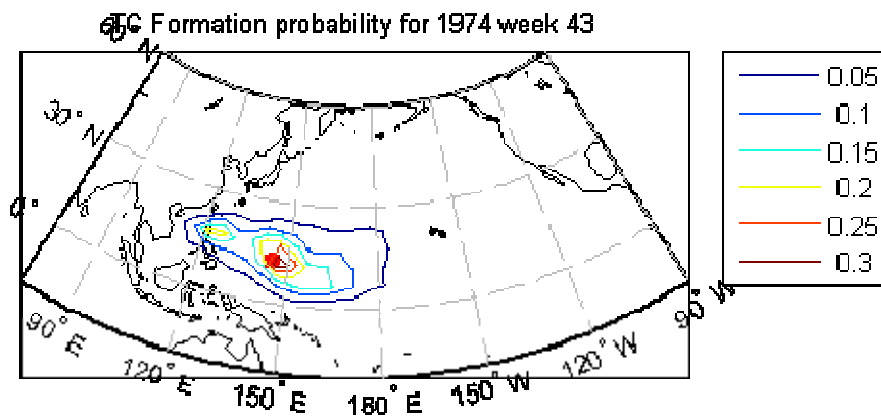 TC Formation probability for 1974 week 43
60° N
30° N
0°
90° E
120° E
150° E
180° E
150° W
120° W
90° W
0.05
0.1
0.15
0.2
0.25
0.3